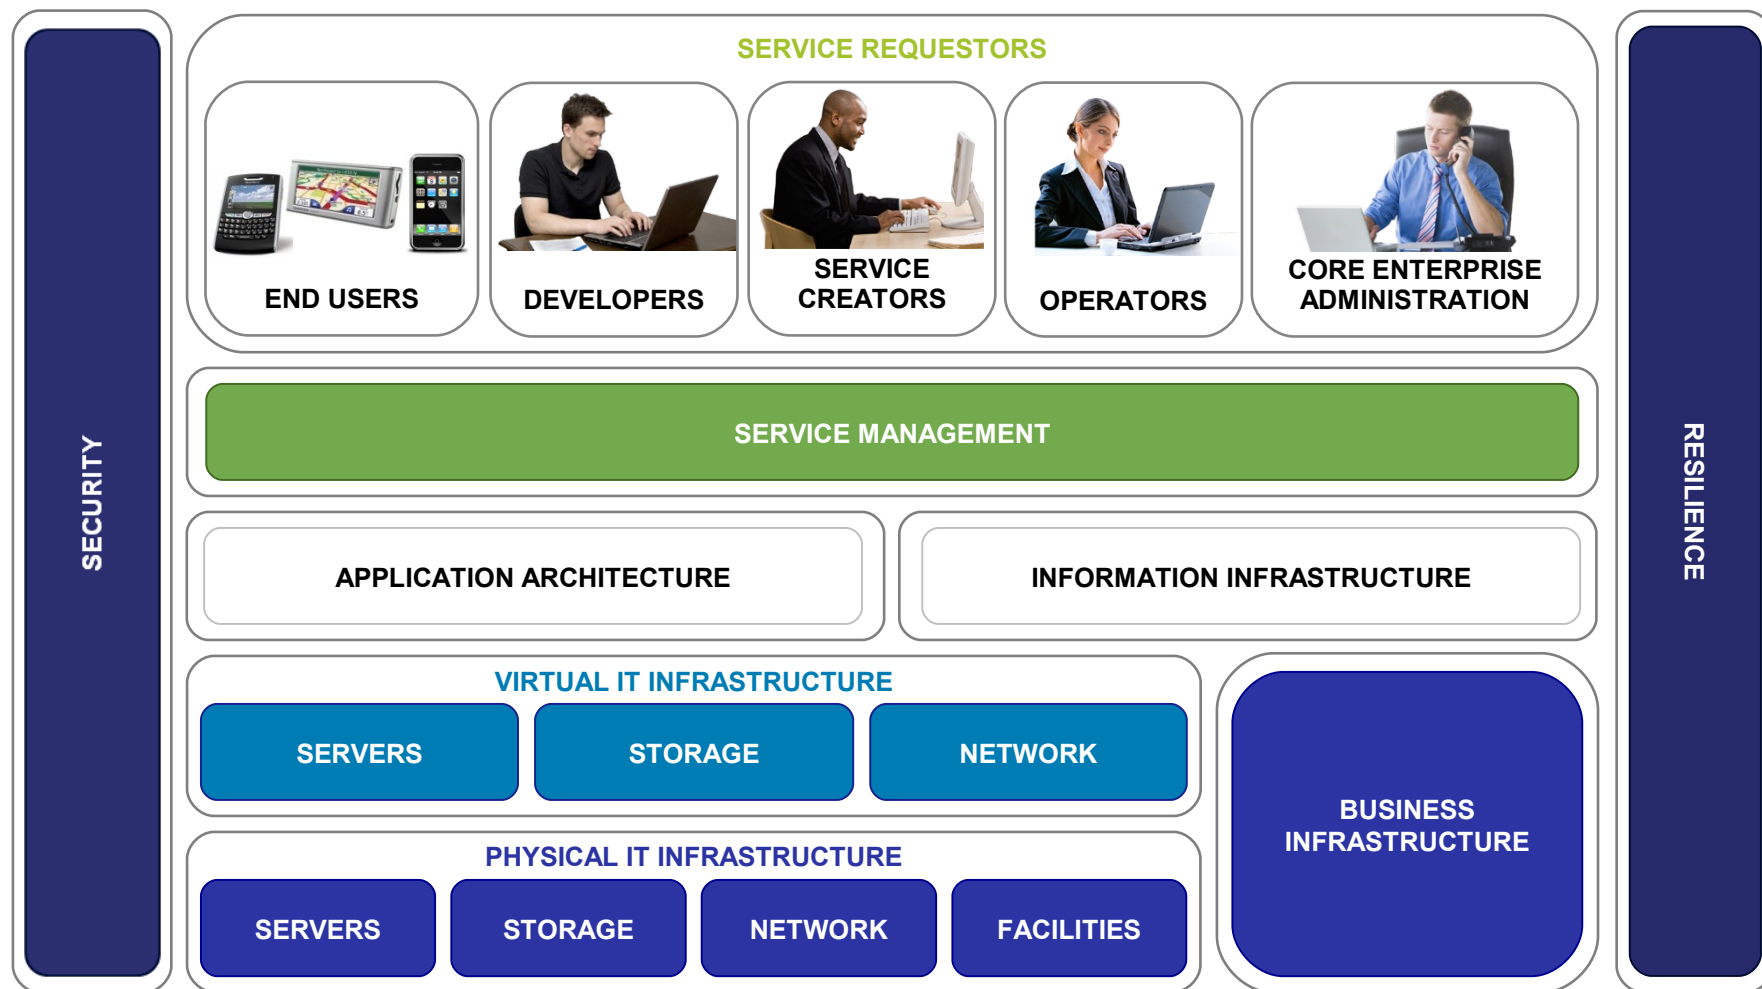 SERVICE REQUESTORS
END USERS
DEVELOPERS
SERVICE
CREATORS
OPERATORS
CORE ENTERPRISE
ADMINISTRATION
SECURITY
SERVICE MANAGEMENT
RESILIENCE
APPLICATION ARCHITECTURE
INFORMATION INFRASTRUCTURE
VIRTUAL IT INFRASTRUCTURE
SERVERS
STORAGE
NETWORK
BUSINESS
INFRASTRUCTURE
PHYSICAL IT INFRASTRUCTURE
SERVERS
STORAGE
NETWORK
FACILITIES